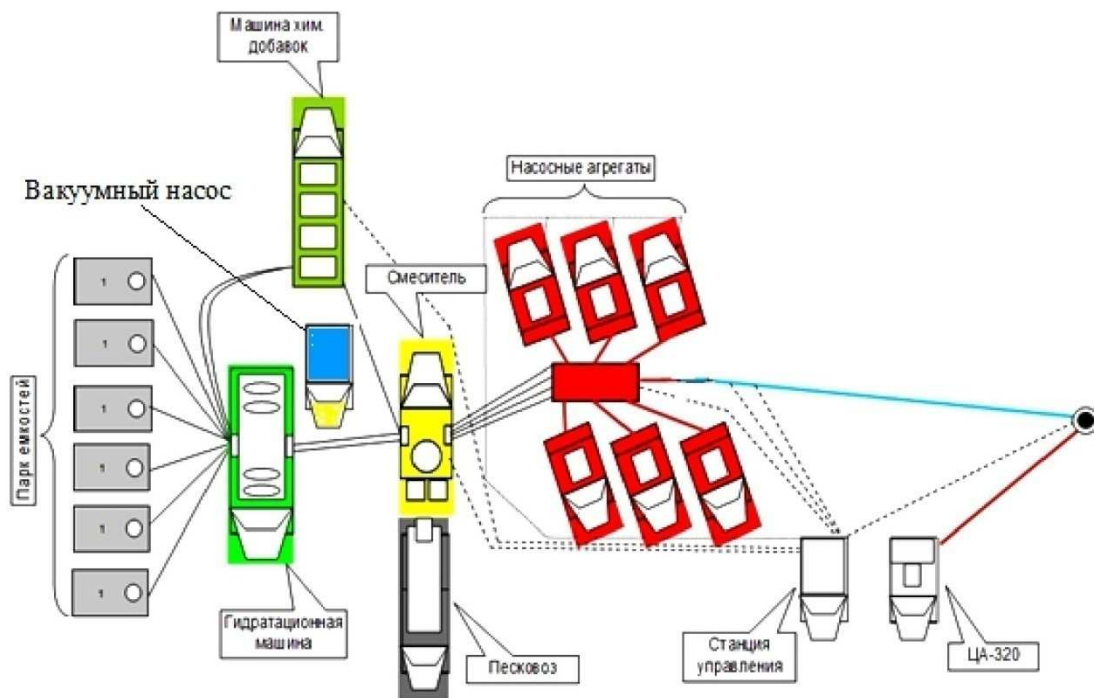 Машина хим.
добавок
Насосные агрегаты
Вакуумный насос
Смеситель
Парк емкостей
1
1
1
1
1
1
Гидратационная
машина
Песковоз
Станция
управления
ЦА-320